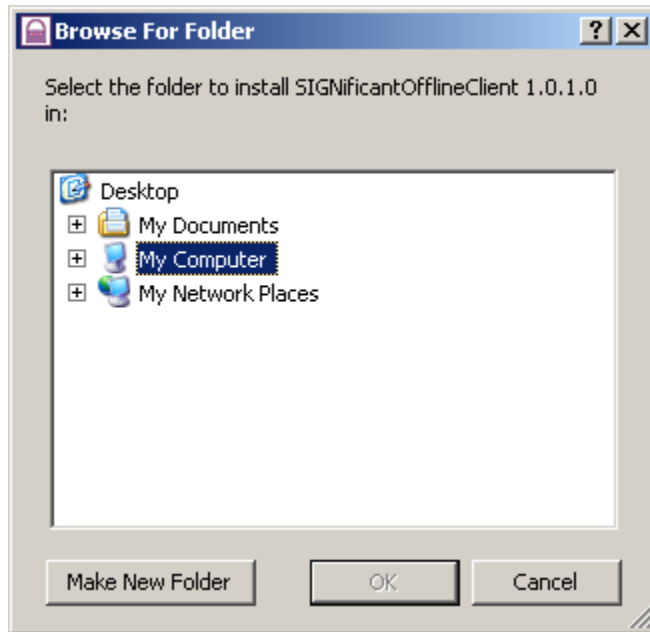 Browse For Folder
Select the folder to install SIGNificantOfflineClient 1.0.1.0
in:
Desktop
My Documents
My Computer
My Network Places
Make New Folder OK Cancel